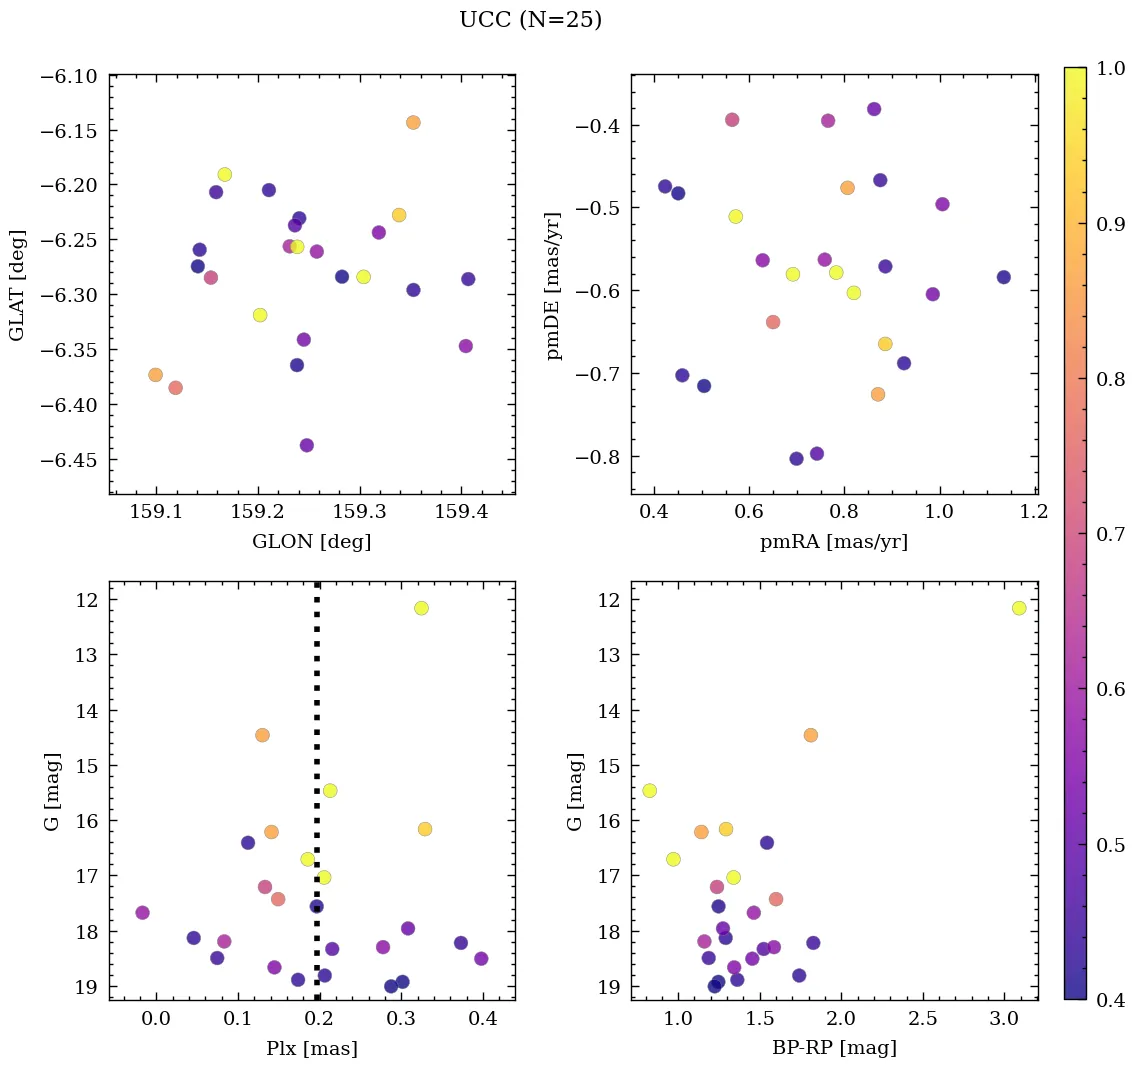 UCC (N=25)
−6.10
−6.15
−6.20
−6.25
−6.30
−6.35
−6.40
−6.45
GLAT [deg]
159.1 159.2 159.3 159.4
GLON [deg]
−0.4
−0.5
−0.6
−0.7
−0.8
pmDE [mas/yr]
0.4 0.6 0.8 1.0 1.2
pmRA [mas/yr]
12
13
14
15
16
17
18
19
G [mag]
0.0 0.1 0.2 0.3 0.4
Plx [mas]
12
13
14
15
16
17
18
19
G [mag]
1.0 1.5 2.0 2.5 3.0
BP-RP [mag]
1.0
0.9
0.8
0.7
0.6
0.5
0.4